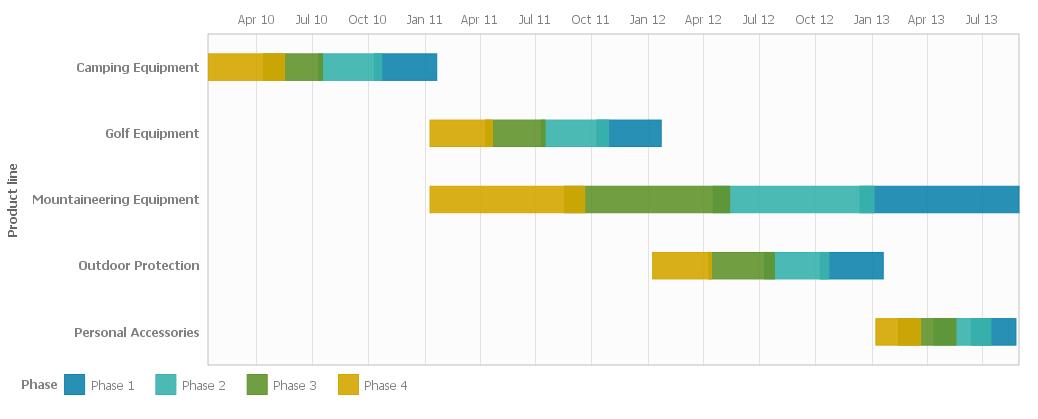 Apr 10 Jul 10 Oct 10 Jan 11 Apr 11 Jul 11 Oct 11 Jan 12 Apr 12 Jul 12 Oct 12 Jan 13 Apr 13 Jul 13
Product line
Camping Equipment
Golf Equipment
Mountaineering Equipment
Outdoor Protection
Personal Accessories
Phase Phase 1 Phase 2 Phase 3 Phase 4